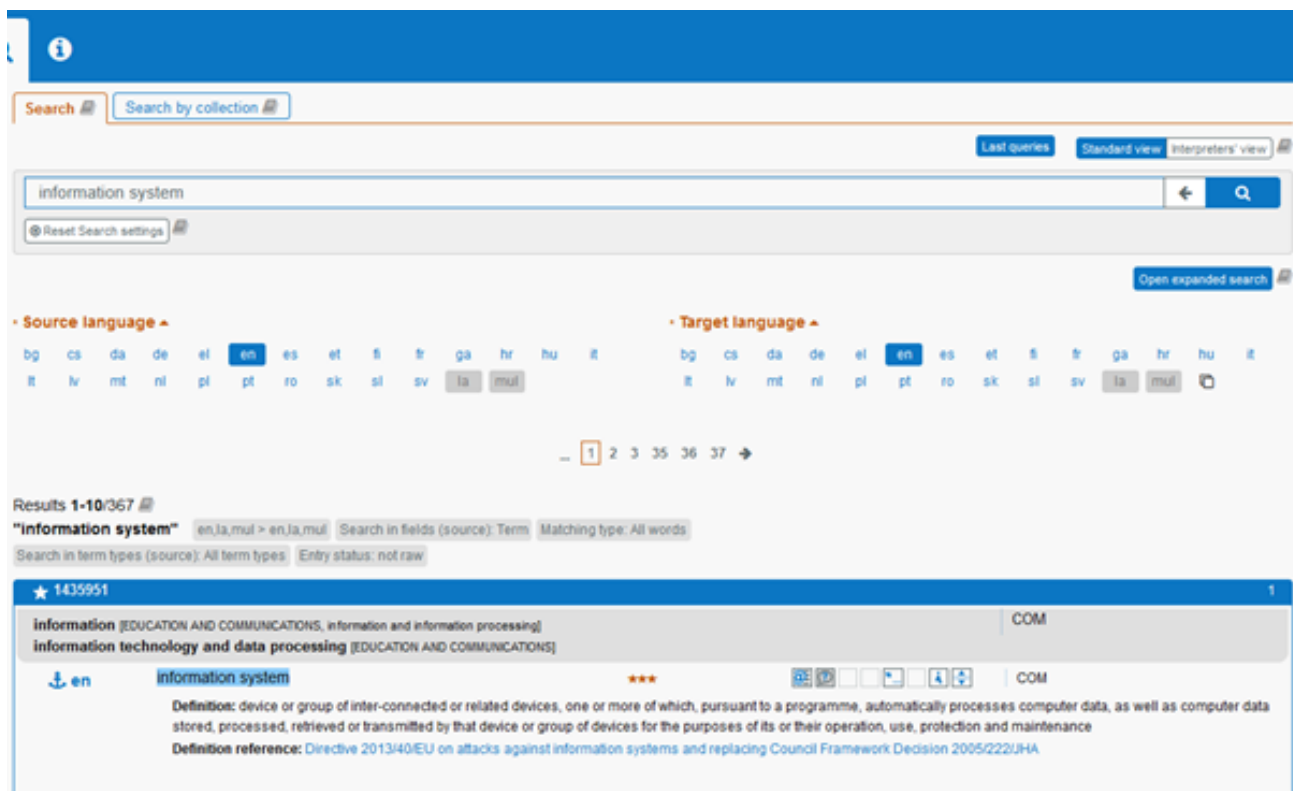 Search Search by collection
Last queries Standard view Interpreters' view
information system
Reset Search settings
Open expanded search
Source language Target language
bg cs da de el en es et fi fr ga hr hu it bg cs da de el en es et fi fr ga hr hu it
lt lv mt nl pl pt ro sk sl sv la mul lt lv mt nl pl pt ro sk sl sv la mul
... 1 2 3 35 36 37
Results 1-10/367
"information system" en,la,mul > en,la,mul Search in fields (source): Term Matching type: All words
Search in term types (source): All term types Entry status: not raw
1435951 1
information [EDUCATION AND COMMUNICATIONS, information and information processing] COM
information technology and data processing [EDUCATION AND COMMUNICATIONS]
en information system *** COM
Definition: device or group of inter-connected or related devices, one or more of which, pursuant to a programme, automatically processes computer data, as well as computer data
stored, processed, retrieved or transmitted by that device or group of devices for the purposes of its or their operation, use, protection and maintenance
Definition reference: Directive 2013/40/EU on attacks against information systems and replacing Council Framework Decision 2005/222/JHA